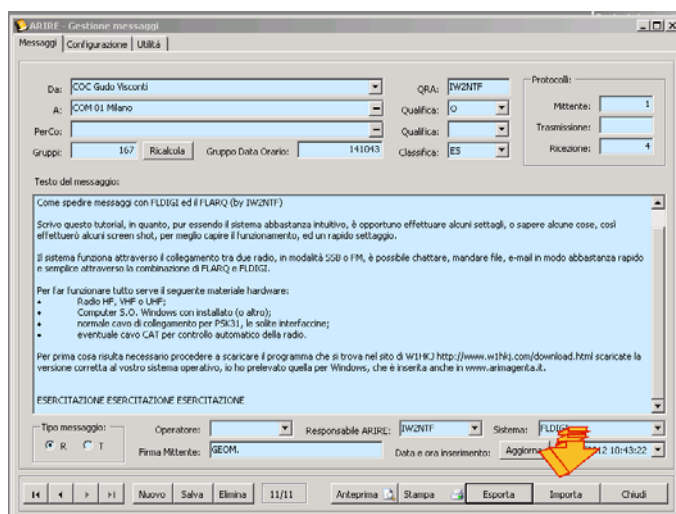 ARIRE - Gestione messaggi
Messaggi Configurazione Utilità
Da: COC Gudo Visconti QRA: IW2NTF Protocolli:
A: COM 01 Milano Qualifica: O Mittente: 1
PerCo: Qualifica: Trasmissione:
Gruppi: 167 Ricalcola Gruppo Data Orario: 141043 Classifica: ES Ricezione: 4
Testo del messaggio:
Come spedire messaggi con FLDIGI ed il FLARQ (by IW2NTF)
Scrivo questo tutorial, in quanto, pur essendo il sistema abbastanza intuitivo, è opportuno effettuare alcuni settagli, o sapere alcune cose, così
effettuerò alcuni screen shot, per meglio capire il funzionamento, ed un rapido settaggio.
Il sistema funziona attraverso il collegamento tra due radio, in modalità SSB o FM, è possibile chattare, mandare file, e-mail in modo abbastanza rapido
e semplice attraverso la combinazione di FLARQ e FLDIGI.
Per far funzionare tutto serve il seguente materiale hardware:
• Radio HF, VHF o UHF;
• Computer S.O. Windows con installato (o altro);
• normale cavo di collegamento per PSK31, le solite interfaccine;
• eventuale cavo CAT per controllo automatico della radio.
Per prima cosa risulta necessario procedere a scaricare il programma che si trova nel sito di W1HKJ http://www.w1hkj.com/download.html scaricate la
versione corretta al vostro sistema operativo, io ho prelevato quella per Windows, che è inserita anche in www.arimagenta.it.
ESERCITAZIONE ESERCITAZIONE ESERCITAZIONE
Tipo messaggio: Operatore: Responsabile ARIRE: IW2NTF Sistema: FLDIGI
R T Firma Mittente: GEOM. Data e ora inserimento: Aggiorna 10:43:22
Nuovo Salva Elimina 11/11 Anteprima Stampa Esporta Importa Chiudi